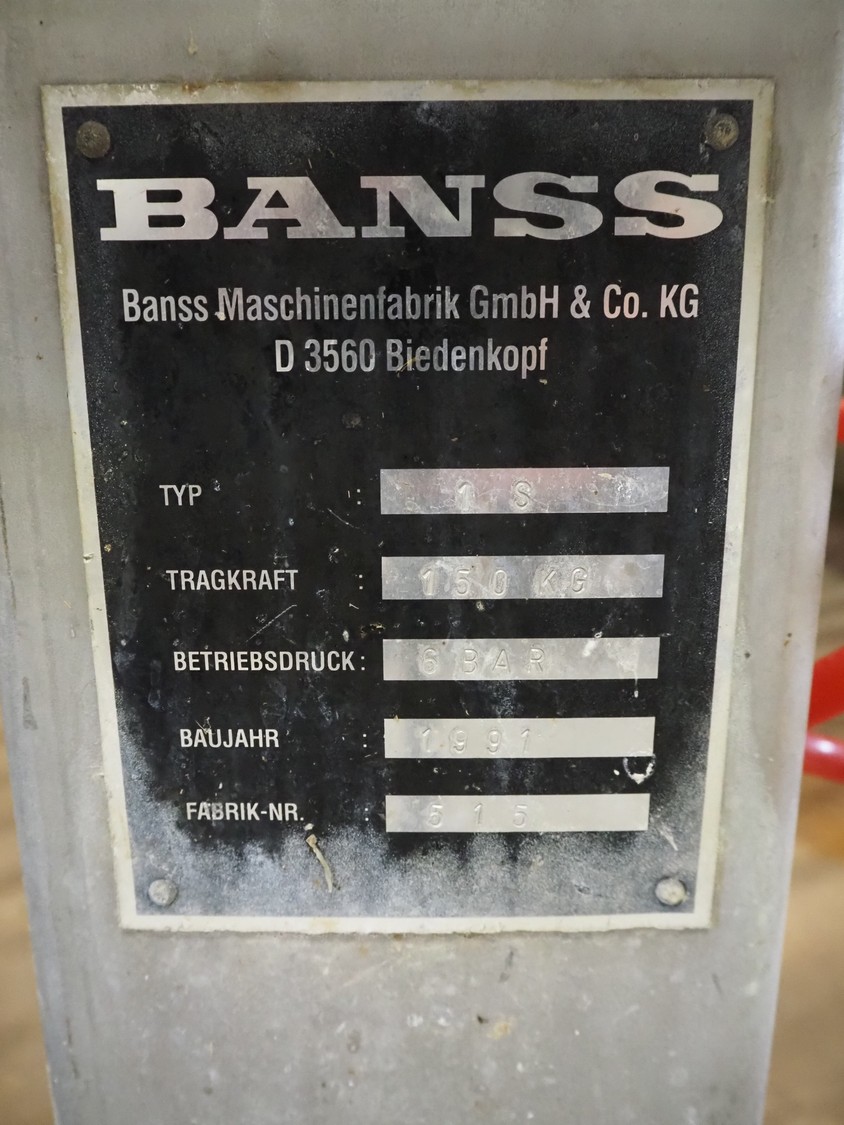 BANSS
Banss Maschinenfabrik GmbH & Co. KG
D 3560 Biedenkopf
TYP : 1 S
TRAGKRAFT : 150 KG
BETRIEBSDRUCK : 6 BAR
BAUJAHR : 1991
FABRIK-NR. : 515